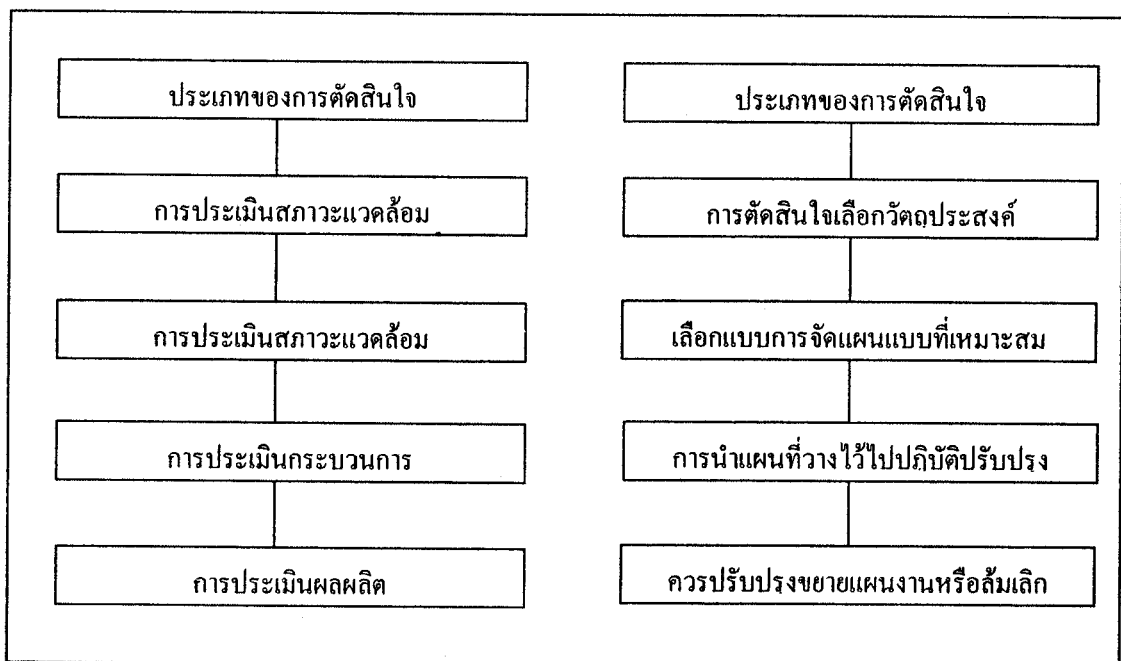 ประเภทของการตัดสินใจ
การประเมินสภาวะแวดล้อม
การประเมินสภาวะแวดล้อม
การประเมินกระบวนการ
การประเมินผลผลิต
ประเภทของการตัดสินใจ
การตัดสินใจเลือกวัตถุประสงค์
เลือกแบบการจัดแผนแบบที่เหมาะสม
การนำแผนที่วางไว้ไปปฏิบัติปรับปรุง
ควรปรับปรุงขยายแผนงานหรือล้มเลิก